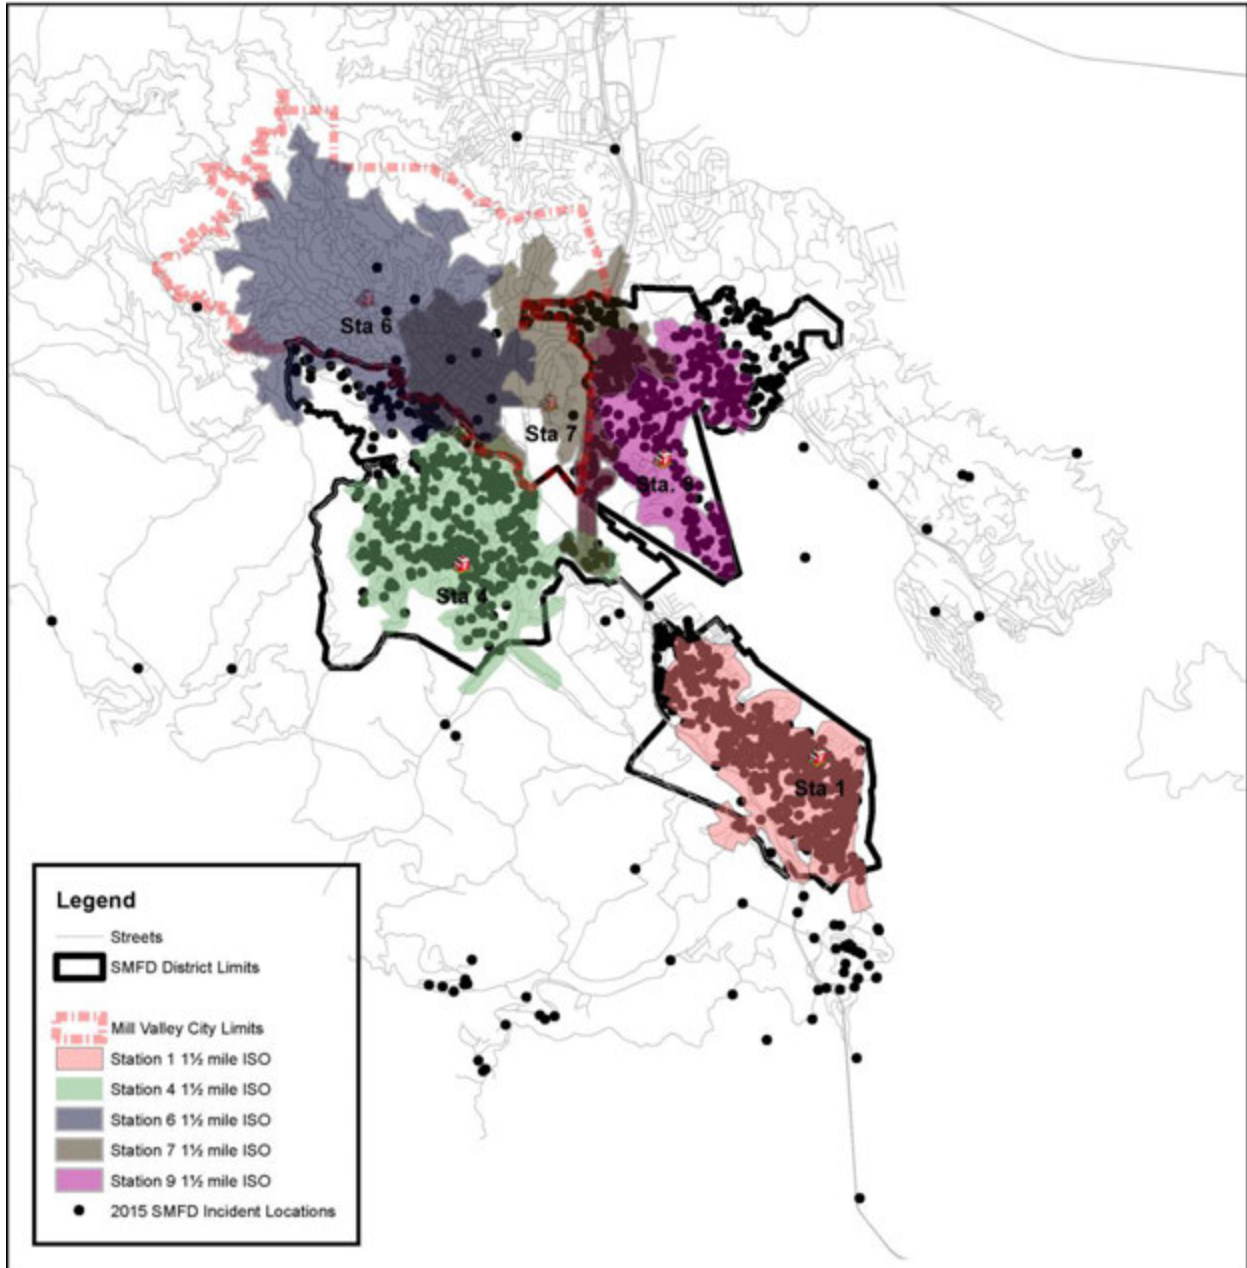 Sta 6
Sta 7
Sta. 9
Sta 4
Sta 1
Legend
Streets
SMFD District Limits
Mill Valley City Limits
Station 1 1½ mile ISO
Station 4 1½ mile ISO
Station 6 1½ mile ISO
Station 7 1½ mile ISO
Station 9 1½ mile ISO
2015 SMFD Incident Locations